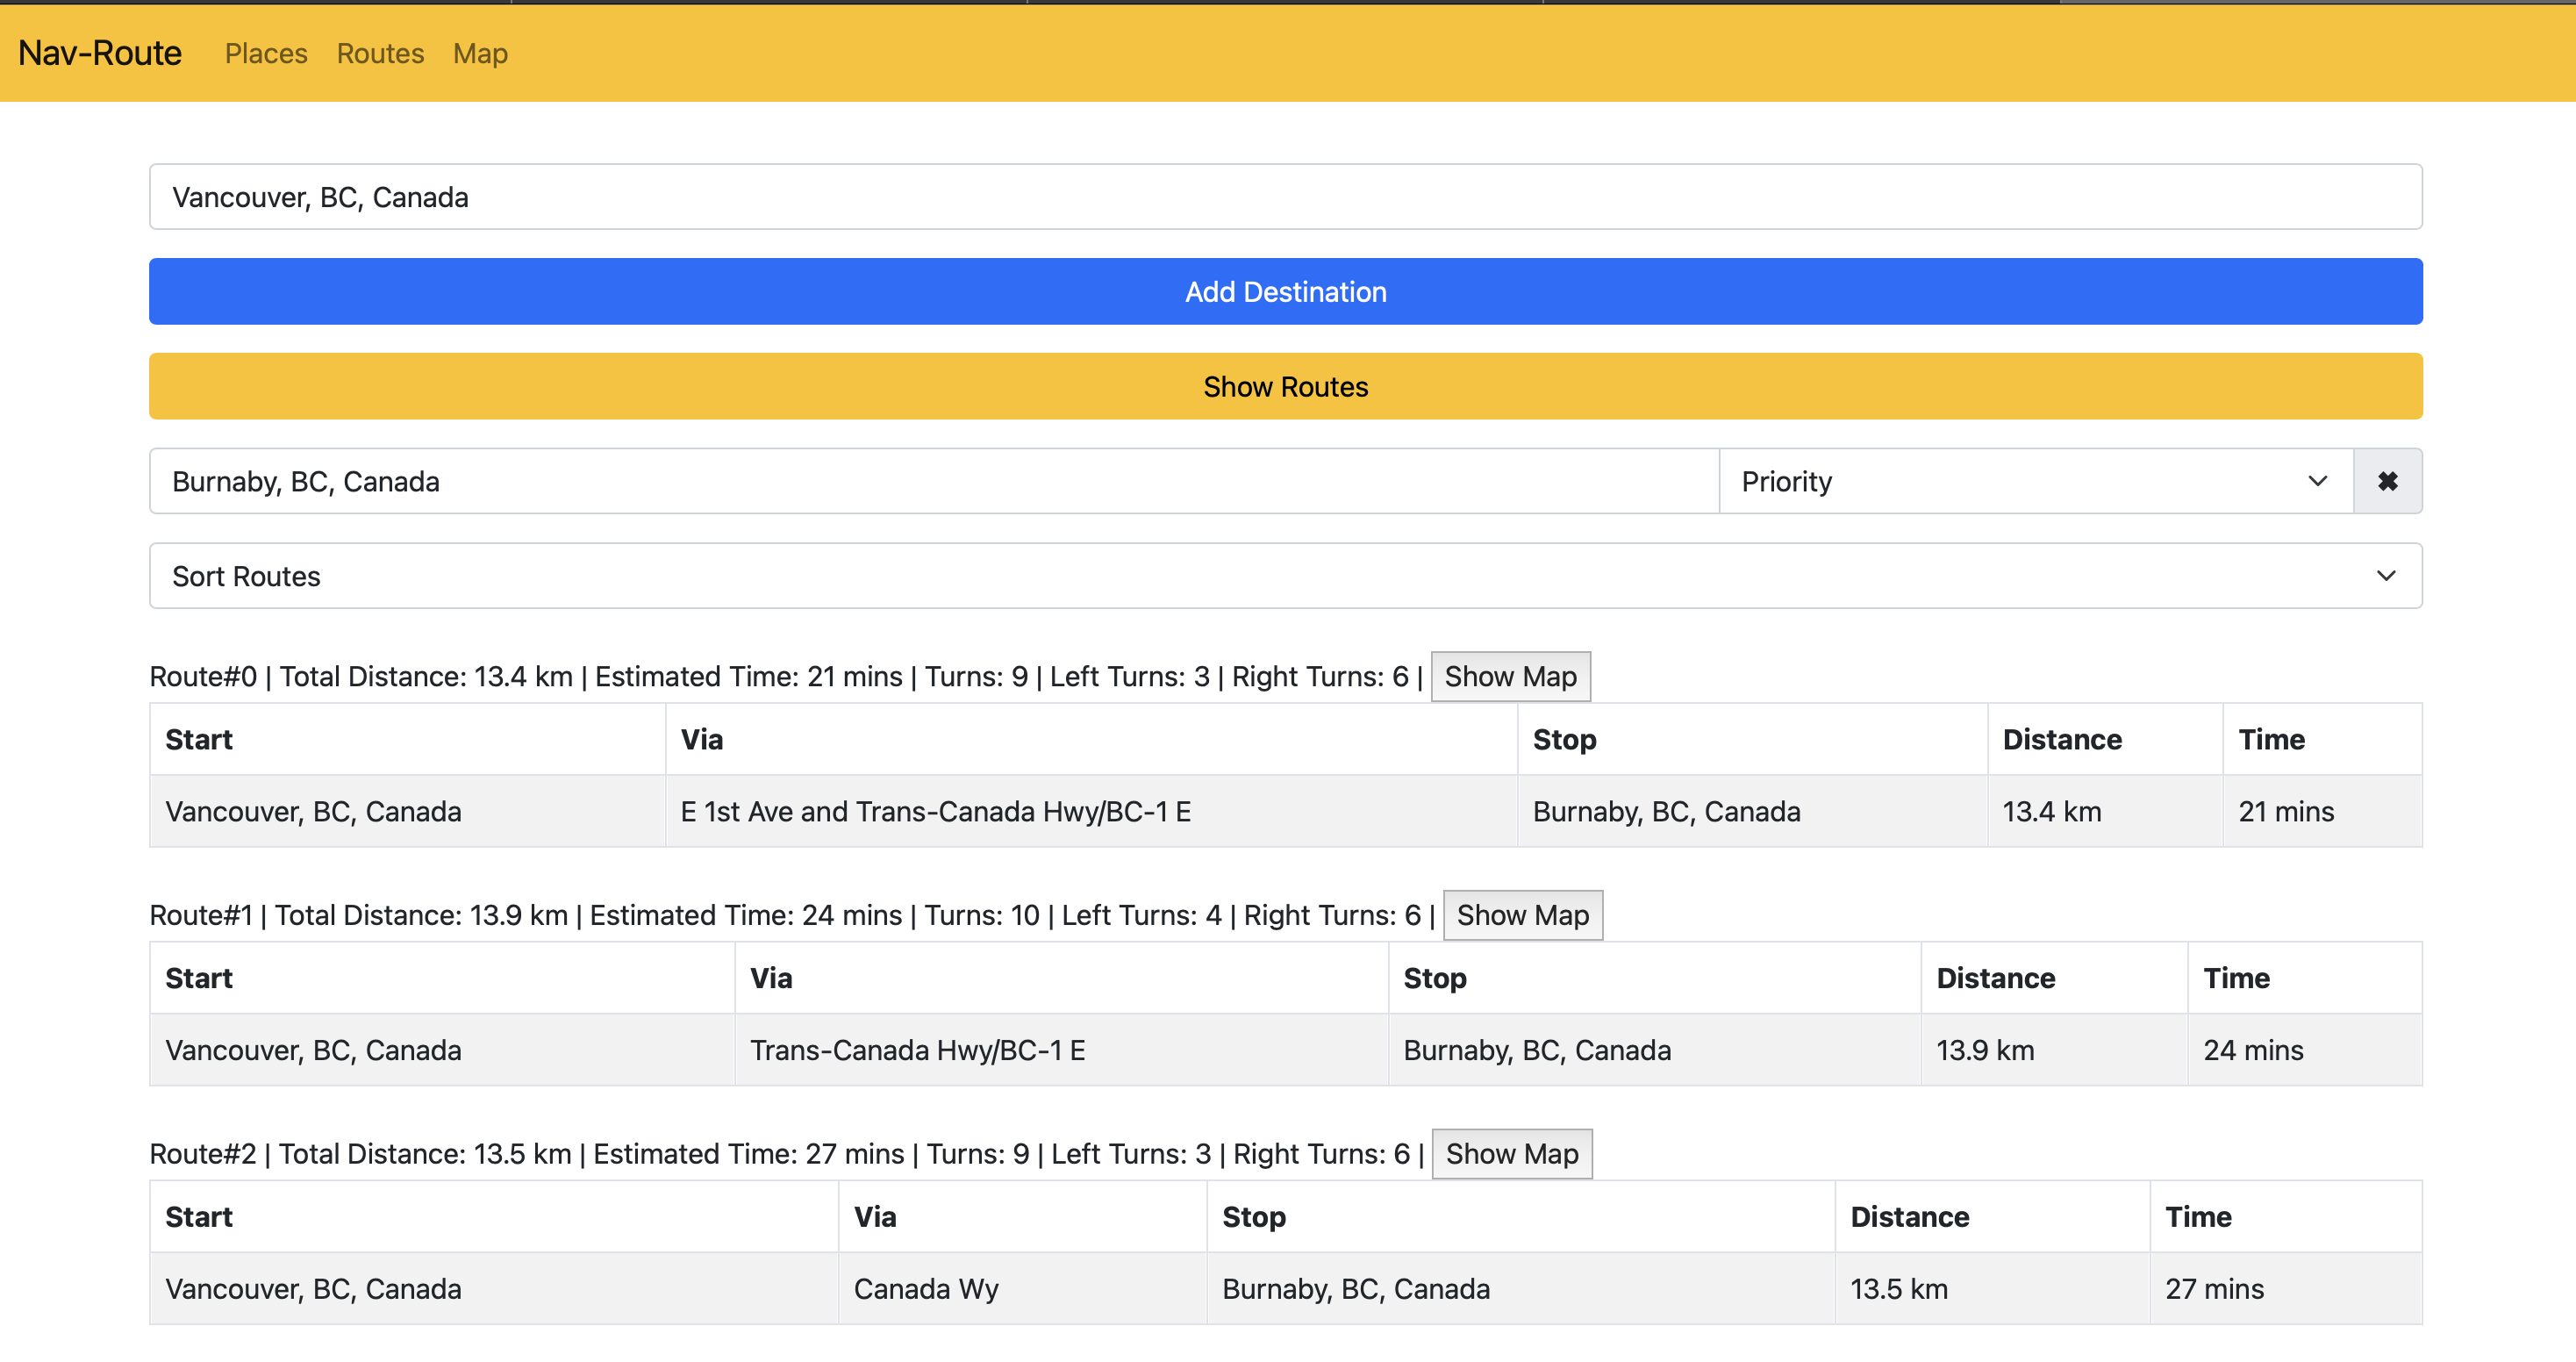 Nav-Route Places Routes Map
Vancouver, BC, Canada
Add Destination
Show Routes
Burnaby, BC, Canada Priority ✖
Sort Routes
Route#0 | Total Distance: 13.4 km | Estimated Time: 21 mins | Turns: 9 | Left Turns: 3 | Right Turns: 6 | Show Map
Start Via Stop Distance Time
Vancouver, BC, Canada E 1st Ave and Trans-Canada Hwy/BC-1 E Burnaby, BC, Canada 13.4 km 21 mins
Route#1 | Total Distance: 13.9 km | Estimated Time: 24 mins | Turns: 10 | Left Turns: 4 | Right Turns: 6 | Show Map
Start Via Stop Distance Time
Vancouver, BC, Canada Trans-Canada Hwy/BC-1 E Burnaby, BC, Canada 13.9 km 24 mins
Route#2 | Total Distance: 13.5 km | Estimated Time: 27 mins | Turns: 9 | Left Turns: 3 | Right Turns: 6 | Show Map
Start Via Stop Distance Time
Vancouver, BC, Canada Canada Wy Burnaby, BC, Canada 13.5 km 27 mins